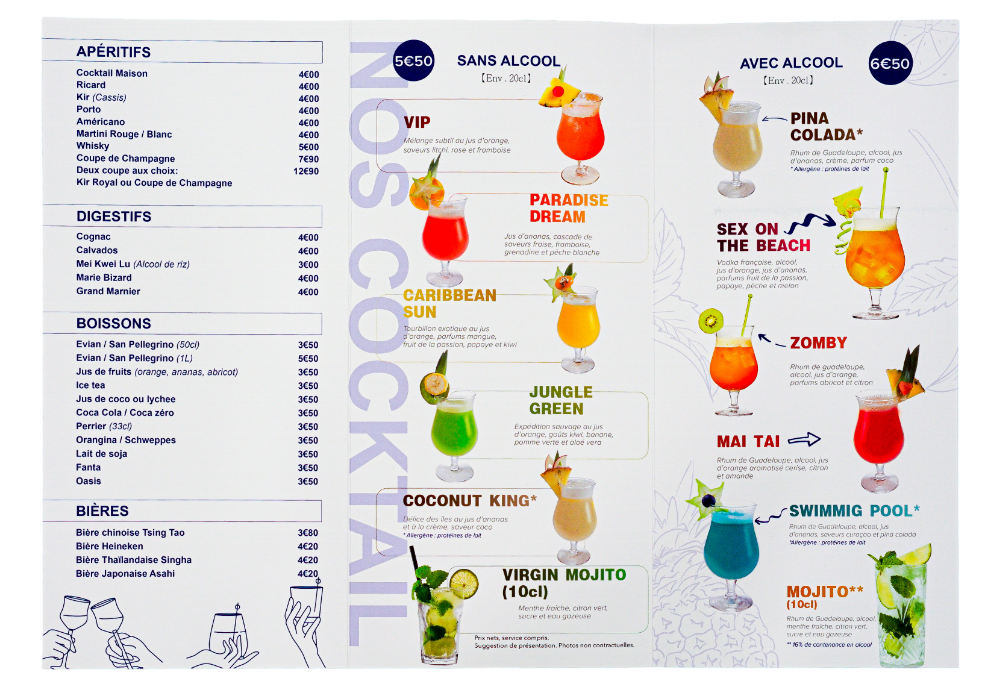 APÉRITIFS
Cocktail Maison 4€00
Ricard 4€00
Kir (Cassis) 4€00
Porto 4€00
Américano 4€00
Martini Rouge / Blanc 4€00
Whisky 5€00
Coupe de Champagne 7€90
Deux coupe aux choix: 12€90
Kir Royal ou Coupe de Champagne
DIGESTIFS
Cognac 4€00
Calvados 4€00
Mei Kwei Lu (Alcool de riz) 3€00
Marie Bizard 4€00
Grand Marnier 4€00
BOISSONS
Evian / San Pellegrino (50cl) 3€50
Evian / San Pellegrino (1L) 5€50
Jus de fruits (orange, ananas, abricot) 3€50
Ice tea 3€50
Jus de coco ou lychee 3€50
Coca Cola / Coca zéro 3€50
Perrier (33cl) 3€50
Orangina / Schweppes 3€50
Lait de soja 3€50
Fanta 3€50
Oasis 3€50
BIÈRES
Bière chinoise Tsing Tao 3€80
Bière Heineken 4€20
Bière Thaïlandaise Singha 4€20
Bière Japonaise Asahi 4€20
NOS COCKTAIL
5€50
SANS ALCOOL
【Env . 20cl】
VIP
Mélange subtil au jus d'orange,
saveurs litchi, rose et framboise
PARADISE
DREAM
Jus d'ananas, cascade de
saveurs fraise, framboise,
grenadine et pêche blanche
CARIBBEAN
SUN
Tourbillon exotique au jus
d'orange, parfums mangue,
fruit de la passion, papaye et kiwi
JUNGLE
GREEN
Expédition sauvage au jus
d'orange, goûts kiwi, banane,
pomme verte et aloé vera
COCONUT KING*
Délice des îles au jus d'ananas
et à la crème, saveur coco
* Allergène : protéines de lait
VIRGIN MOJITO
(10cl)
Menthe fraîche, citron vert,
sucre et eau gazeuse
Prix nets, service compris.
Suggestion de présentation. Photos non contractuelles.
AVEC ALCOOL
6€50
【Env . 20cl】
PINA
COLADA*
Rhum de Guadeloupe, alcool, jus
d'ananas, crème, parfum coco
* Allergène : protéines de lait
SEX ON
THE BEACH
Vodka française, alcool,
jus d'orange, jus d'ananas,
parfums fruit de la passion,
papaye, pêche et melon
ZOMBY
Rhum de guadeloupe,
alcool, jus d'orange,
parfums abricot et citron
MAI TAI
Rhum de Guadeloupe, alcool, jus
d'orange aromatisé cerise, citron
et amande
SWIMMIG POOL*
Rhum de Guadeloupe, alcool, jus
d'ananas, saveurs curaçao et pina colada
*Allergène : protéines de lait
MOJITO**
(10cl)
Rhum de Guadeloupe, alcool,
menthe fraîche, citron vert,
sucre et eau gazeuse
** 16% de contenance en alcool